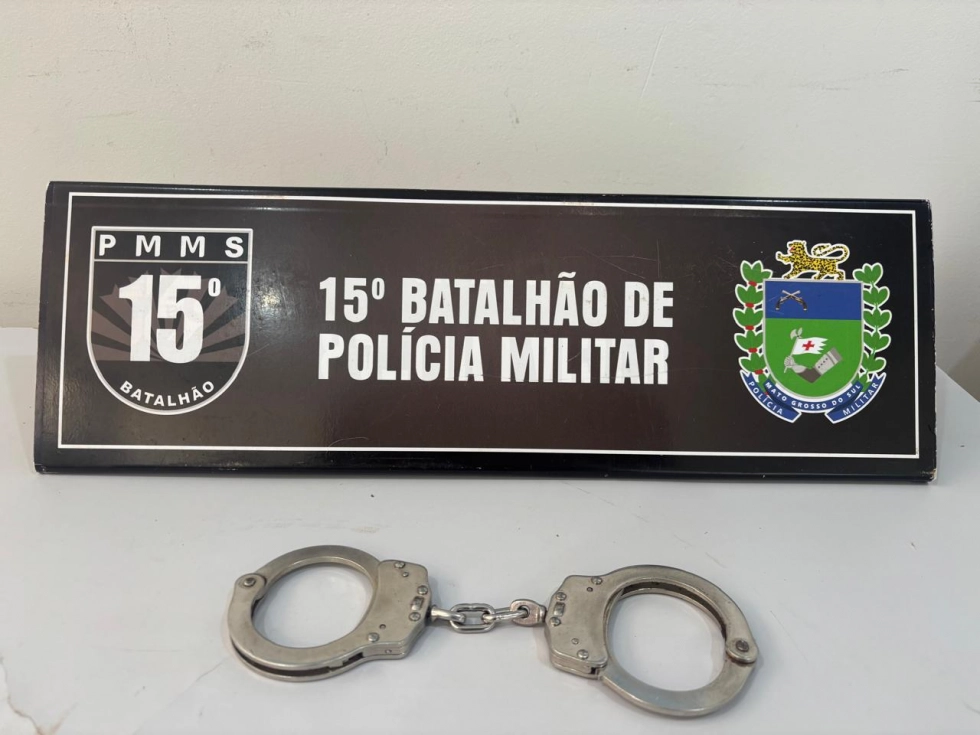 PMMS
15º
BATALHÃO
15º BATALHÃO DE
POLÍCIA MILITAR
MATO GROSSO DO SUL
POLÍCIA MILITAR